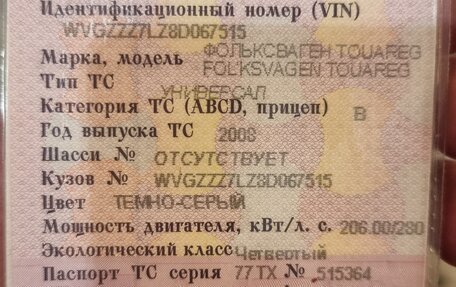 Идентификационный номер (VIN)
WVGZZZ7LZ8D067515
Марка, модель ФОЛЬКСВАГЕН TOUAREG
FOLKSVAGEN TOUAREG
Тип ТС УНИВЕРСАЛ
Категория ТС (ABCD, прицеп) B
Год выпуска ТС 2008
Шасси № ОТСУТСТВУЕТ
Кузов № WVGZZZ7LZ8D067515
Цвет ТЕМНО-СЕРЫЙ
Мощность двигателя, кВт/л. с. 206.00/280
Экологический класс Четвертый
Паспорт ТС серия 77 ТХ № 515364